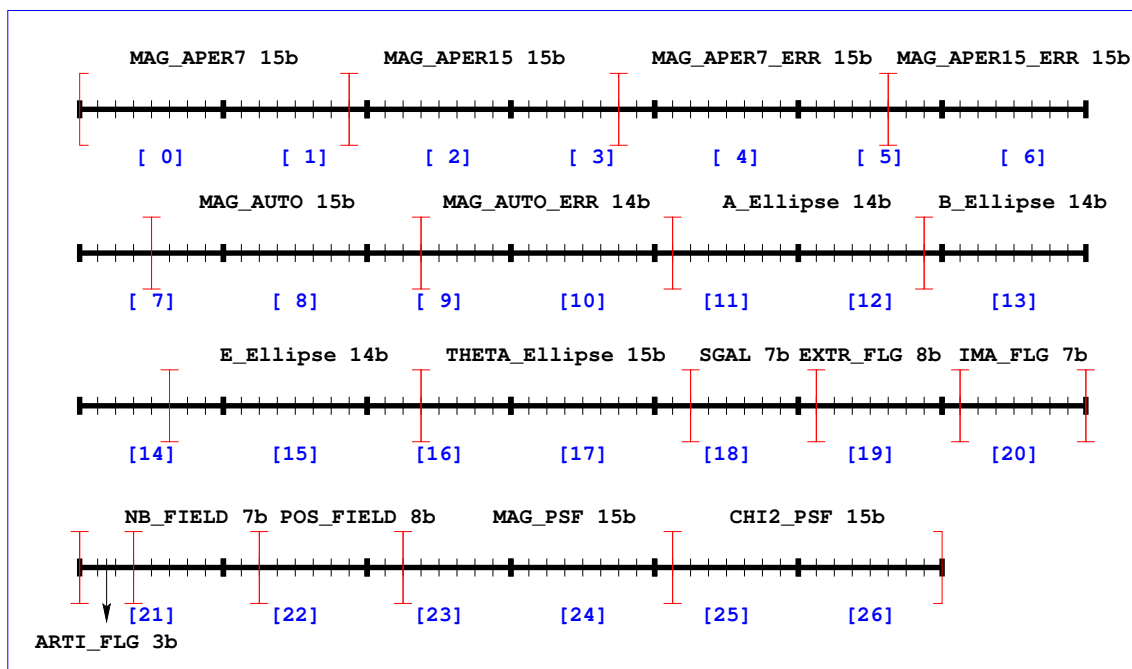 MAG_APER7 15b MAG_APER15 15b MAG_APER7_ERR 15b MAG_APER15_ERR 15b
[ 0] [ 1] [ 2] [ 3] [ 4] [ 5] [ 6]
MAG_AUTO 15b MAG_AUTO_ERR 14b A_Ellipse 14b B_Ellipse 14b
[ 7] [ 8] [ 9] [10] [11] [12] [13]
E_Ellipse 14b THETA_Ellipse 15b SGAL 7b EXTR_FLG 8b IMA_FLG 7b
[14] [15] [16] [17] [18] [19] [20]
NB_FIELD 7b POS_FIELD 8b MAG_PSF 15b CHI2_PSF 15b
[21] [22] [23] [24] [25] [26]
ARTI_FLG 3b